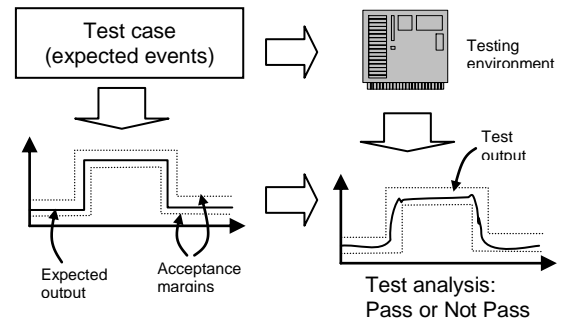 Test case
(expected events)
Testing
environment
Test
output
Expected
output
Acceptance
margins
Test analysis:
Pass or Not Pass